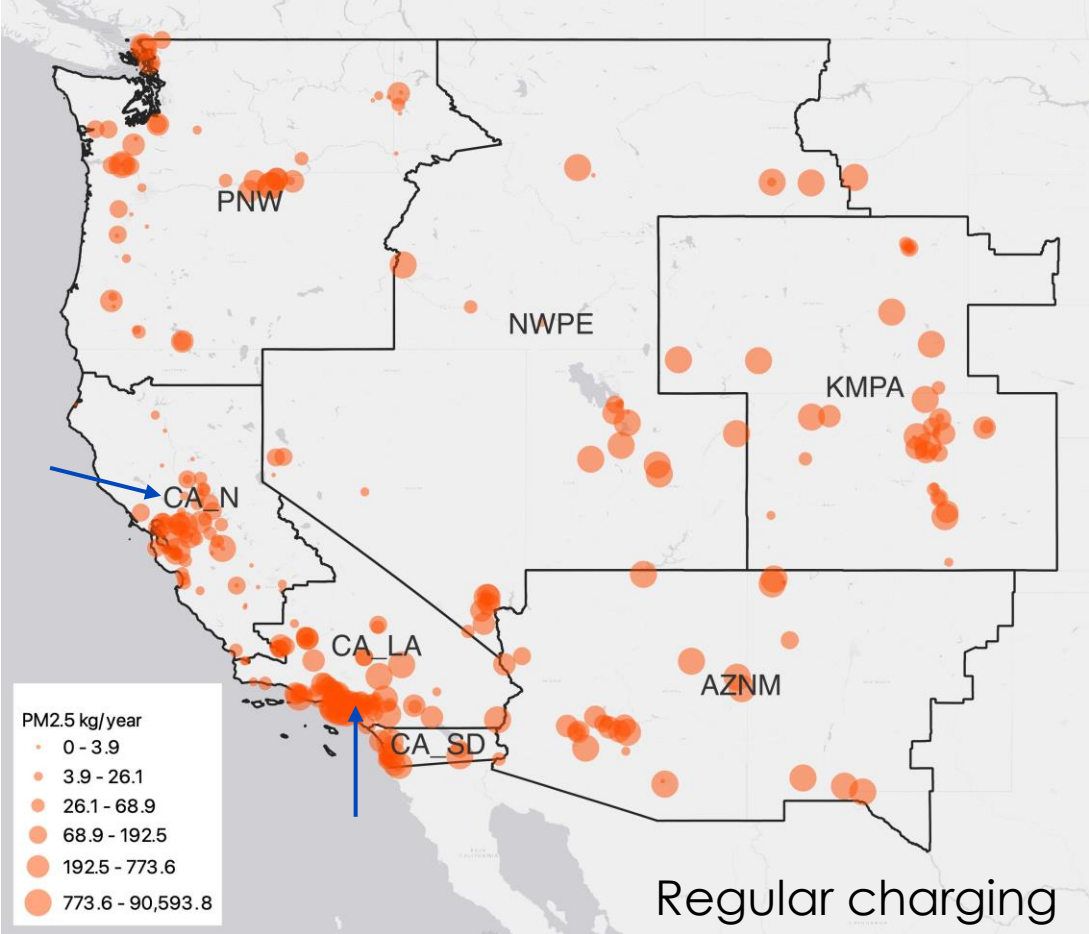 PNW
NWPE
KMPA
CA_N
CA_LA
AZNM
CA_SD
PM2.5 kg/year
0 - 3.9
3.9 - 26.1
26.1 - 68.9
68.9 - 192.5
192.5 - 773.6
773.6 - 90,593.8
Regular charging